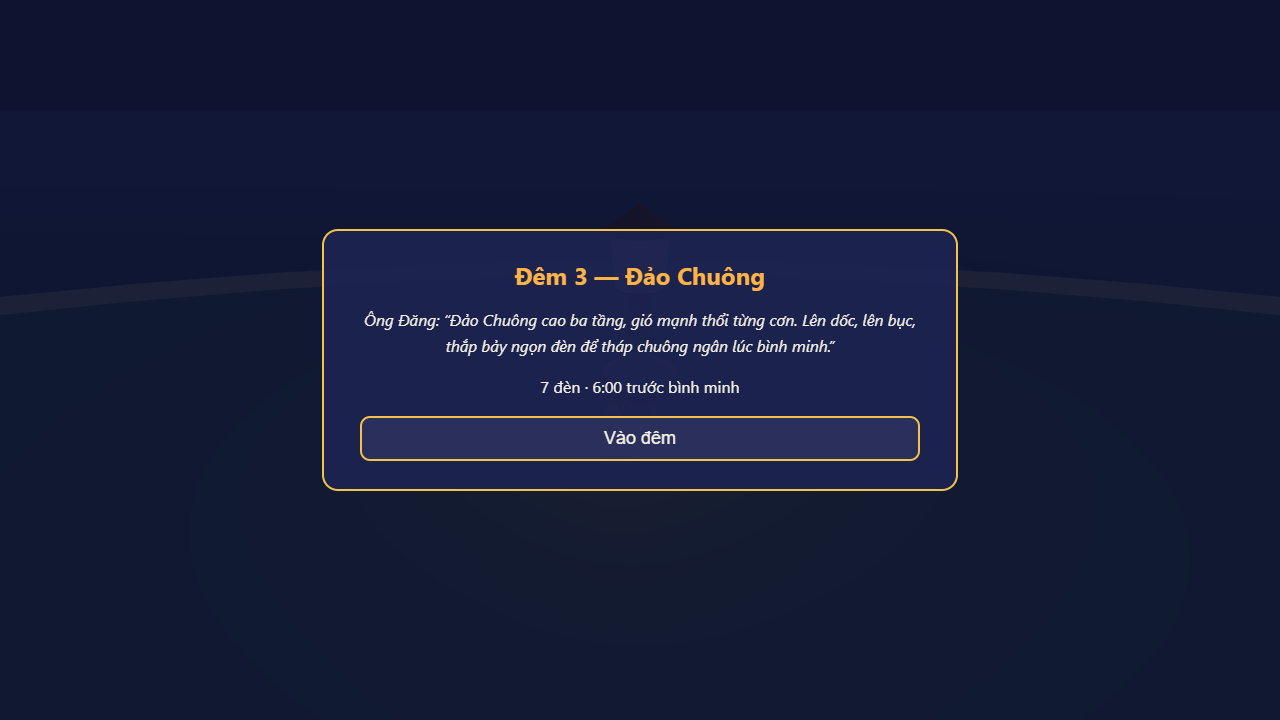 Đêm 3 — Đảo Chuông
Ông Đăng: “Đảo Chuông cao ba tầng, gió mạnh thổi từng cơn. Lên dốc, lên bục,
thắp bảy ngọn đèn để tháp chuông ngân lúc bình minh.”
7 đèn · 6:00 trước bình minh
Vào đêm